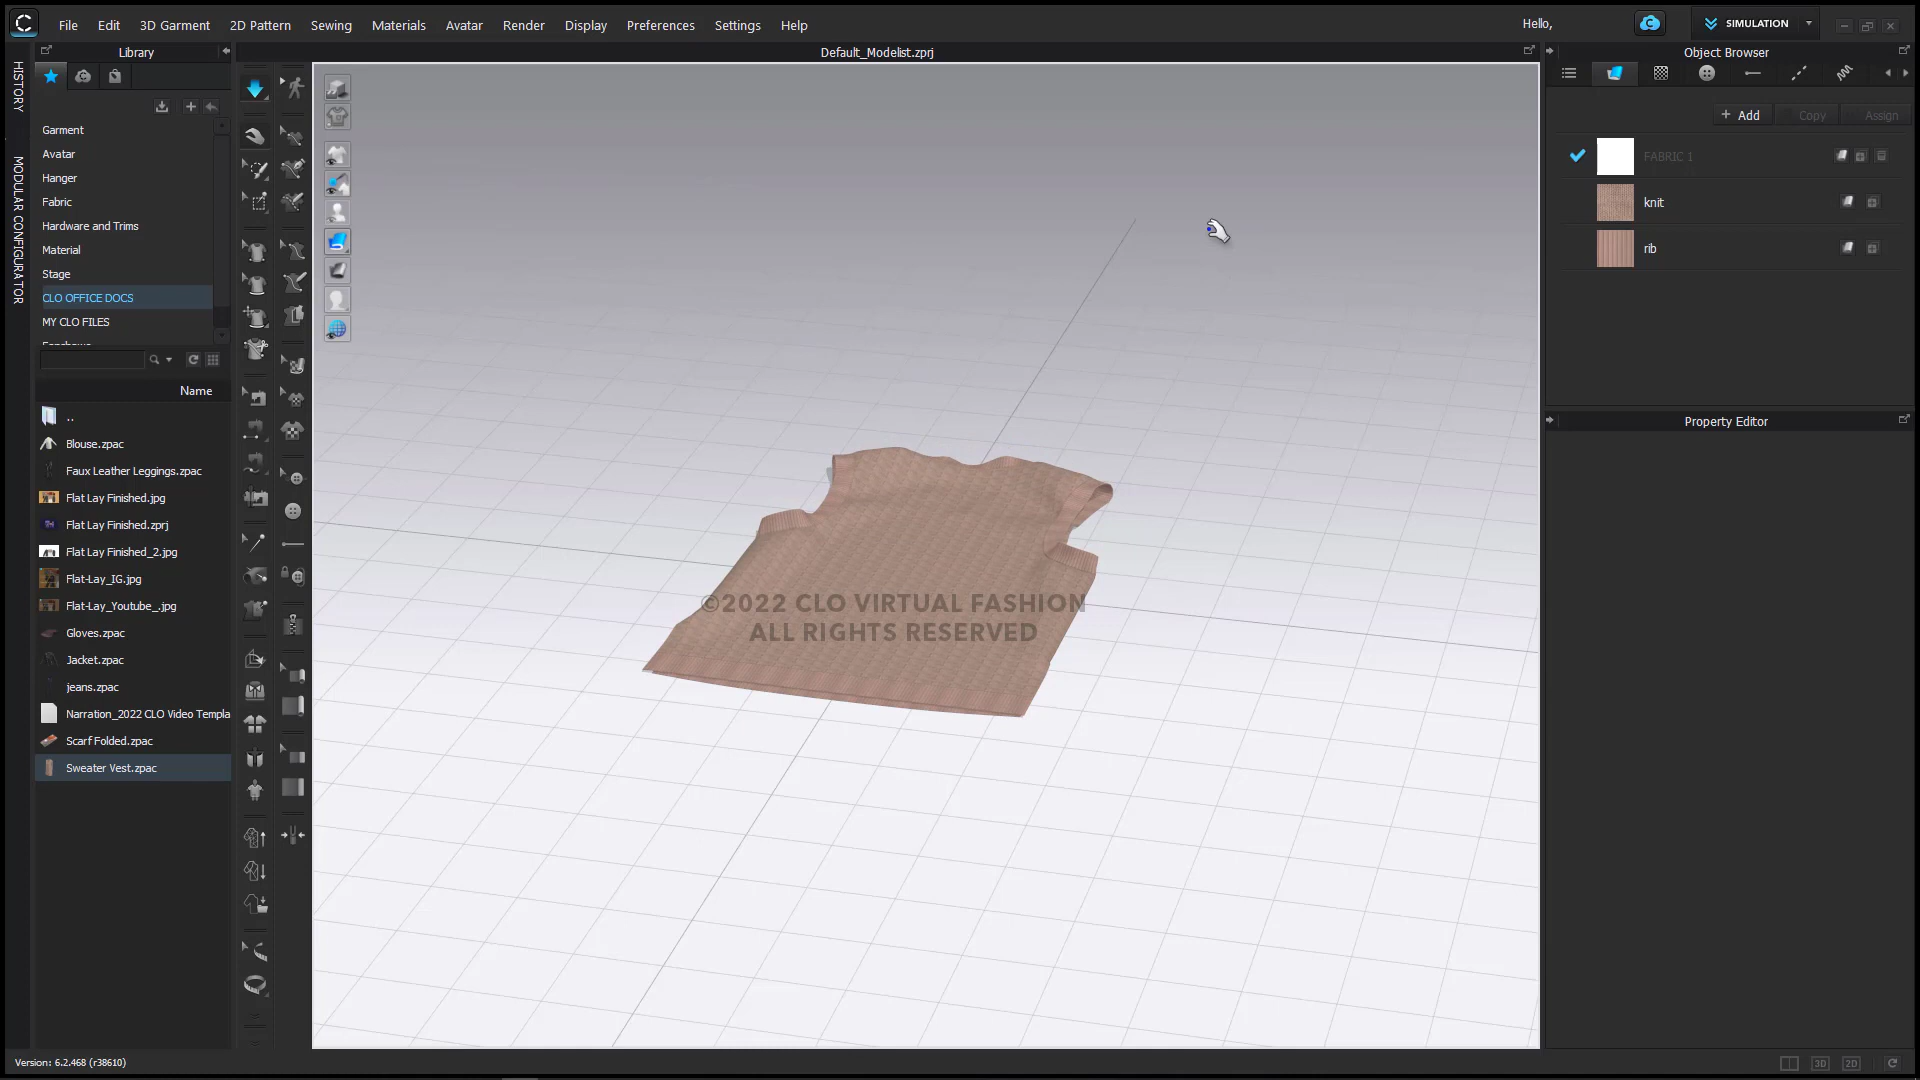 File
Edit
3D Garment
2D Pattern
Sewing
Materials
Avatar
Render
Display
Preferences
Settings
Help
Hello,
SIMULATION
Library
Default_Modelist.zprj
Object Browser
HISTORY
MODULAR CONFIGURATOR
Garment
Avatar
Hanger
Fabric
Hardware and Trims
Material
Stage
CLO OFFICE DOCS
MY CLO FILES
Name
..
Blouse.zpac
Faux Leather Leggings.zpac
Flat Lay Finished.jpg
Flat Lay Finished.zprj
Flat Lay Finished_2.jpg
Flat-Lay_IG.jpg
Flat-Lay_Youtube_.jpg
Gloves.zpac
Jacket.zpac
jeans.zpac
Narration_2022 CLO Video Templa
Scarf Folded.zpac
Sweater Vest.zpac
©2022 CLO VIRTUAL FASHION
ALL RIGHTS RESERVED
+ Add
Copy
Assign
FABRIC 1
knit
rib
Property Editor
Version: 6.2.468 (r38610)
3D
2D